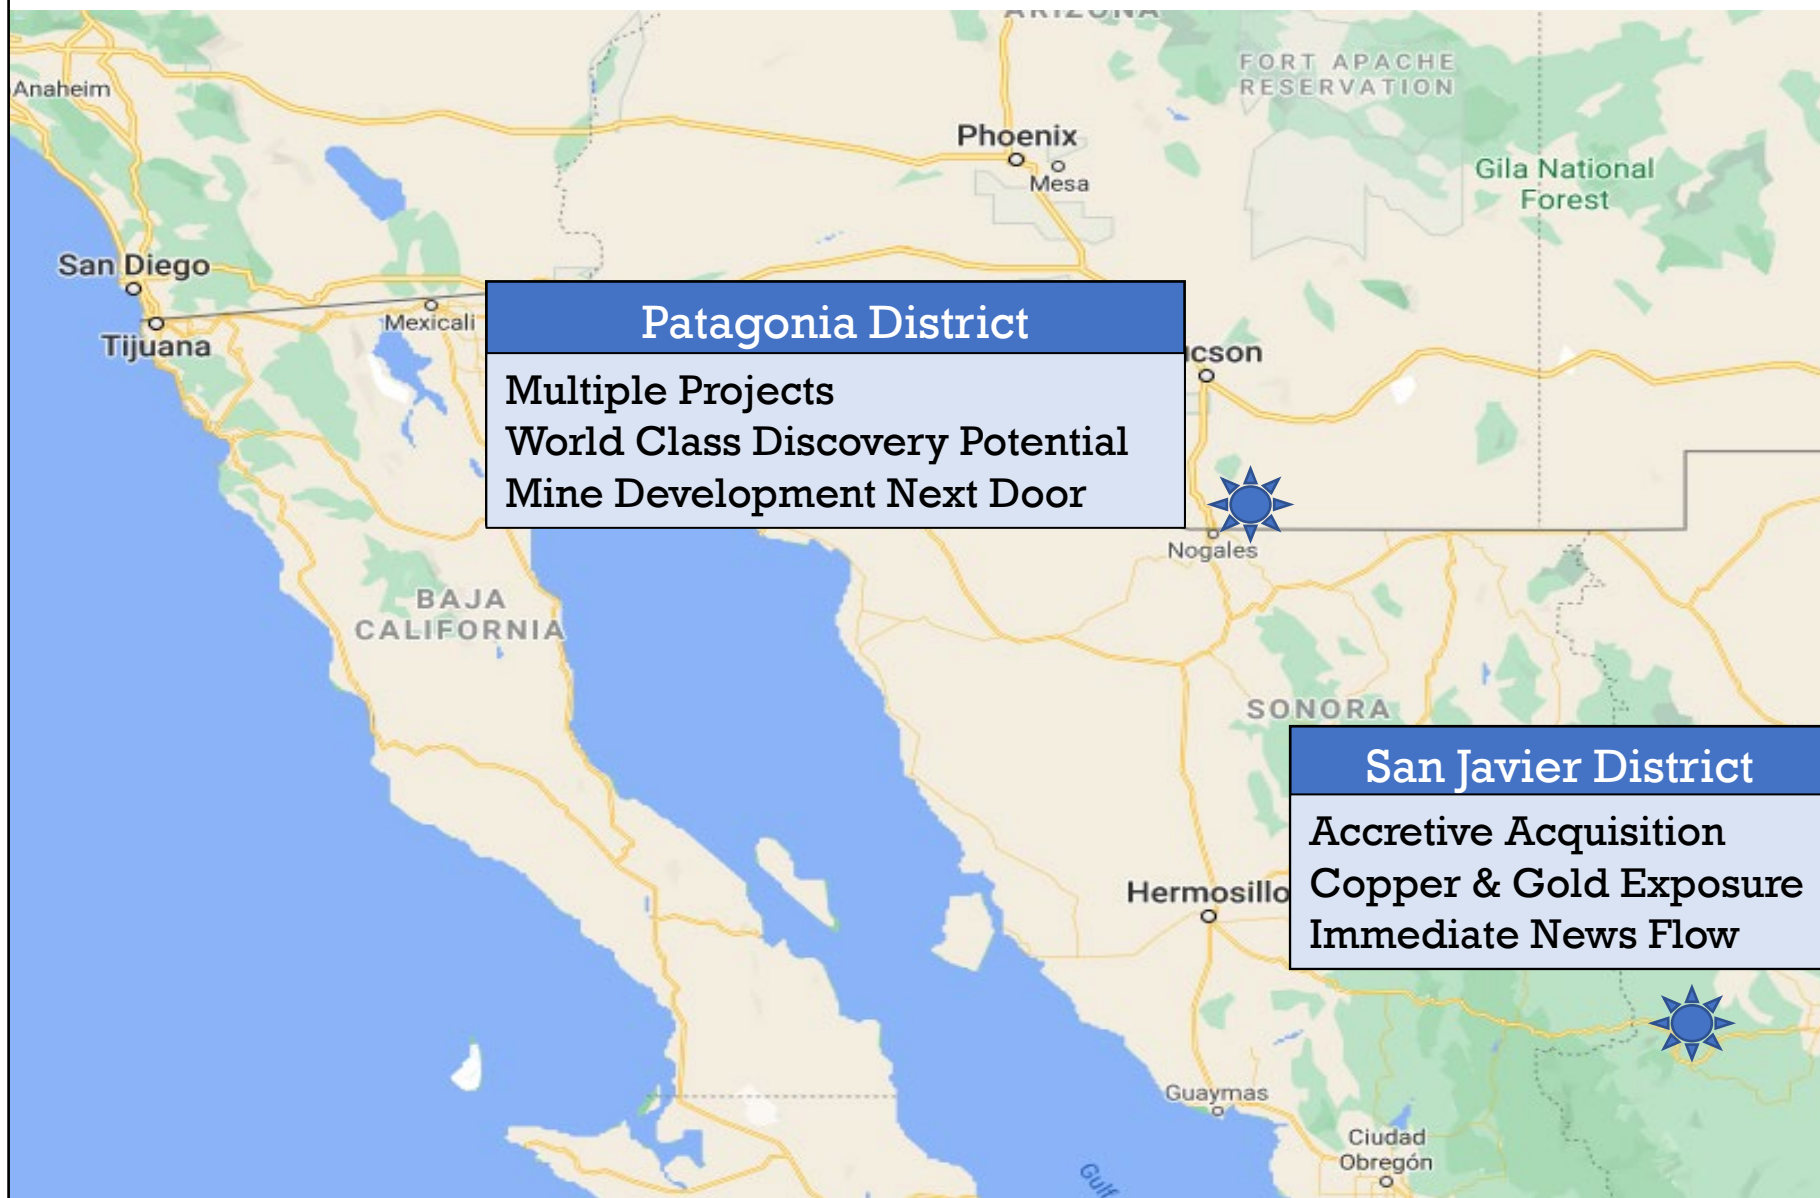 ARIZONA
FORT APACHE
RESERVATION
Anaheim
Phoenix
Mesa
Gila National
Forest
San Diego
Mexicali
Tijuana
Patagonia District
Multiple Projects
World Class Discovery Potential
Mine Development Next Door
ucson
Nogales
BAJA
CALIFORNIA
SONORA
San Javier District
Accretive Acquisition
Copper & Gold Exposure
Immediate News Flow
Hermosillo
Guaymas
Ciudad
Obregón
Gulf